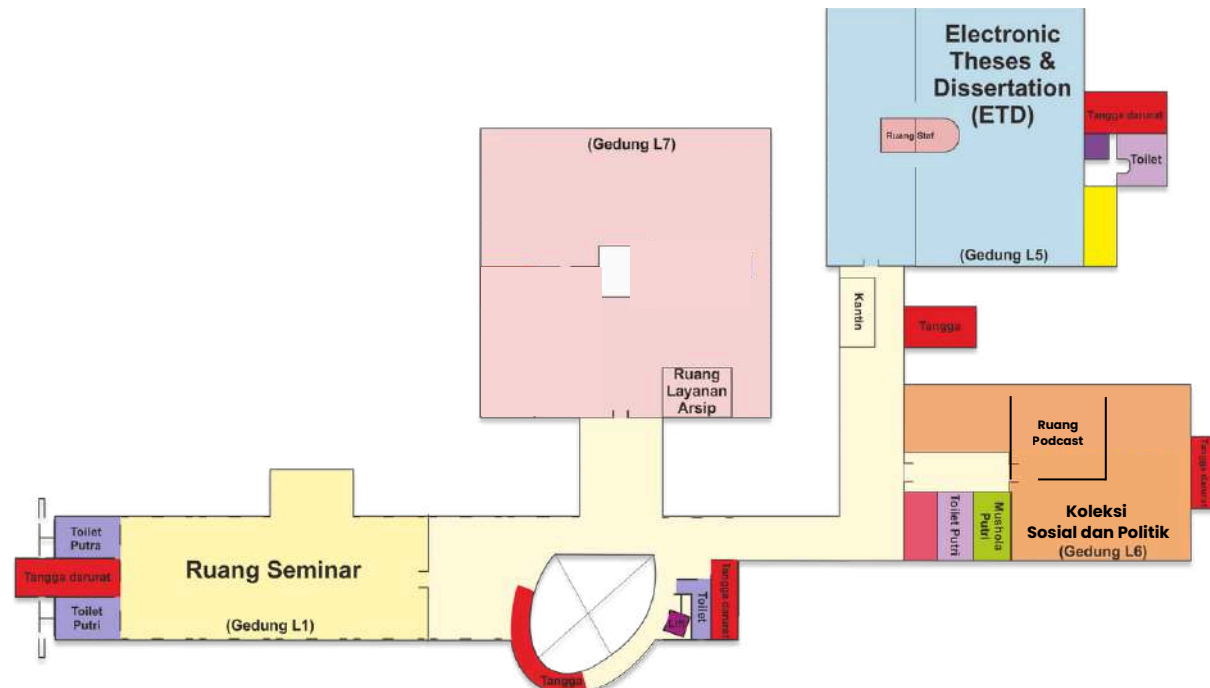 Electronic
Theses &
Dissertation
(ETD)
Ruang Staf
Tangga darurat
Toilet
(Gedung L5)
(Gedung L7)
Ruang
Layanan
Arsip
Kantin
Tangga
Ruang
Podcast
Tangga darurat
Toilet Putri
Mushola
Putri
Koleksi
Sosial dan Politik
(Gedung L6)
Toilet
Putra
Tangga darurat
Toilet
Putri
Ruang Seminar
(Gedung L1)
Tangga
Lift
Toilet
Tangga darurat